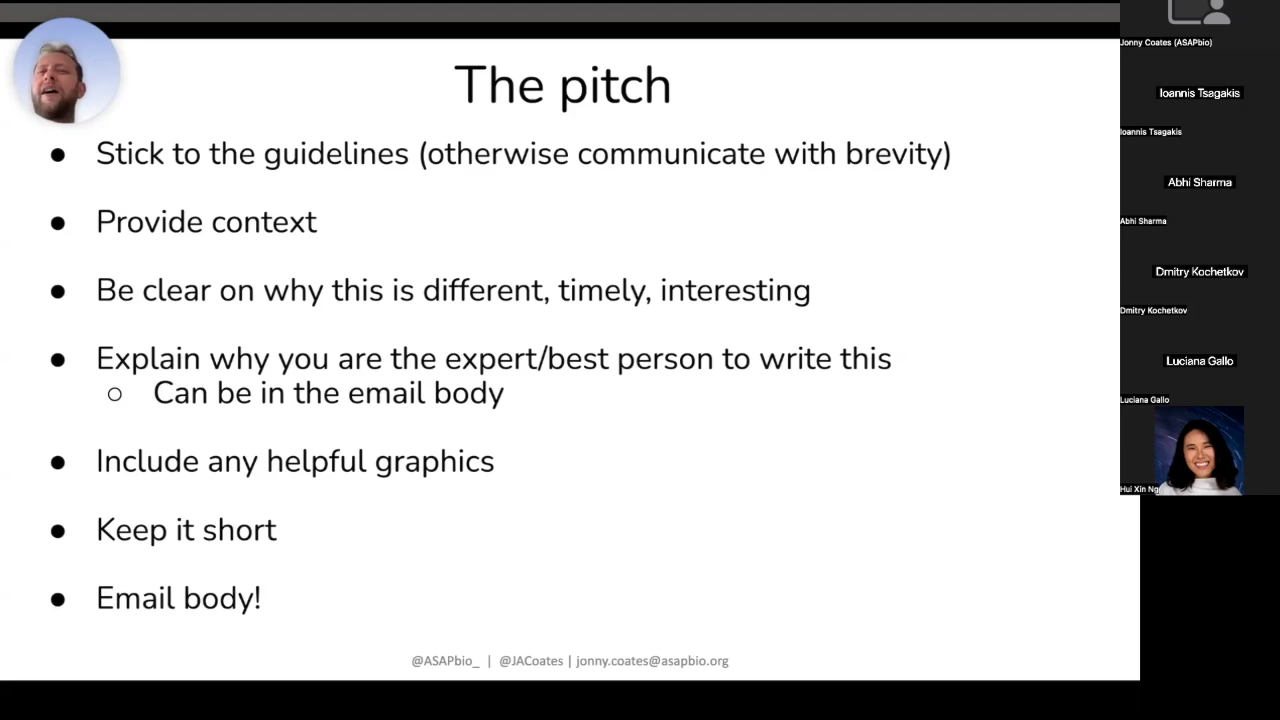 The pitch
● Stick to the guidelines (otherwise communicate with brevity)
● Provide context
● Be clear on why this is different, timely, interesting
● Explain why you are the expert/best person to write this
○ Can be in the email body
● Include any helpful graphics
● Keep it short
● Email body!
@ASAPbio_ | @JACoates | jonny.coates@asapbio.org
Jonny Coates (ASAPbio)
Ioannis Tsagakis
Ioannis Tsagakis
Abhi Sharma
Abhi Sharma
Dmitry Kochetkov
Dmitry Kochetkov
Luciana Gallo
Luciana Gallo
Hui Xin Ng